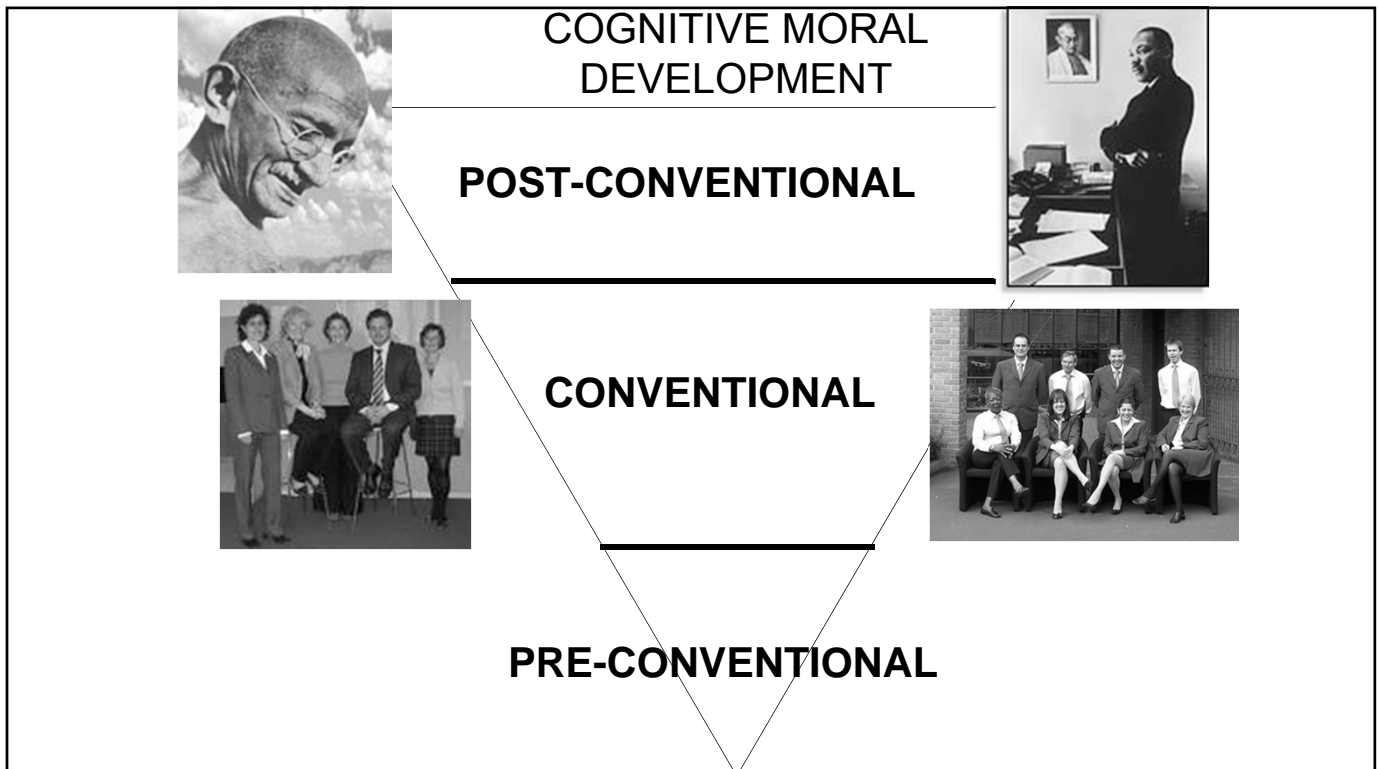 COGNITIVE MORAL
DEVELOPMENT
POST-CONVENTIONAL
CONVENTIONAL
PRE-CONVENTIONAL